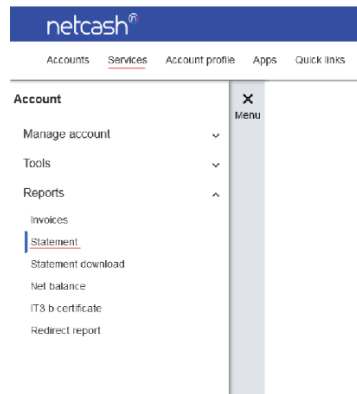 netcash
Accounts Services Account profile Apps Quick links
Account
Menu
Manage account
Tools
Reports
Invoices
Statement
Statement download
Net balance
IT3 b certificate
Redirect report